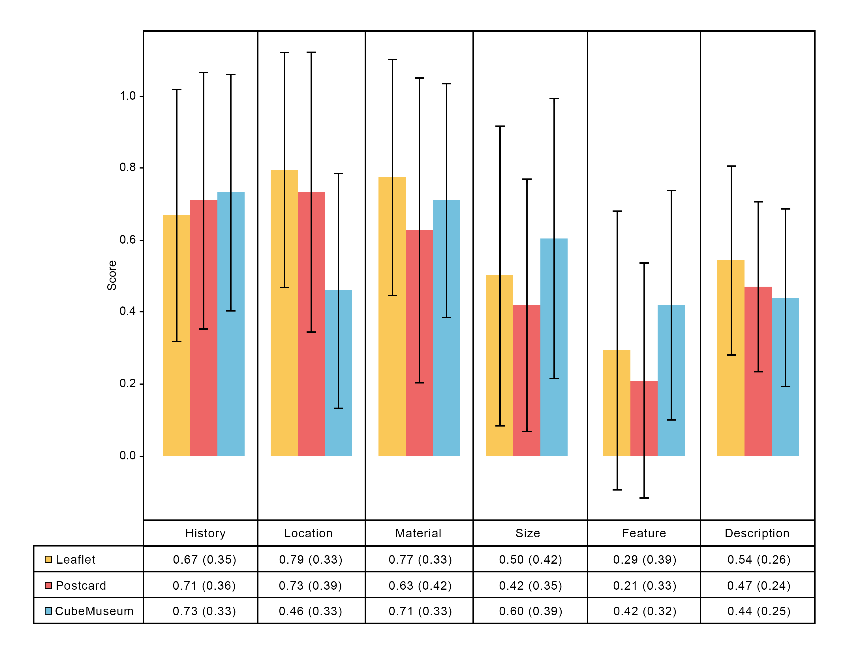 1.0
0.8
0.6
0.4
0.2
0.0
Score
History Location Material Size Feature Description
Leaflet 0.67 (0.35) 0.79 (0.33) 0.77 (0.33) 0.50 (0.42) 0.29 (0.39) 0.54 (0.26)
Postcard 0.71 (0.36) 0.73 (0.39) 0.63 (0.42) 0.42 (0.35) 0.21 (0.33) 0.47 (0.24)
CubeMuseum 0.73 (0.33) 0.46 (0.33) 0.71 (0.33) 0.60 (0.39) 0.42 (0.32) 0.44 (0.25)